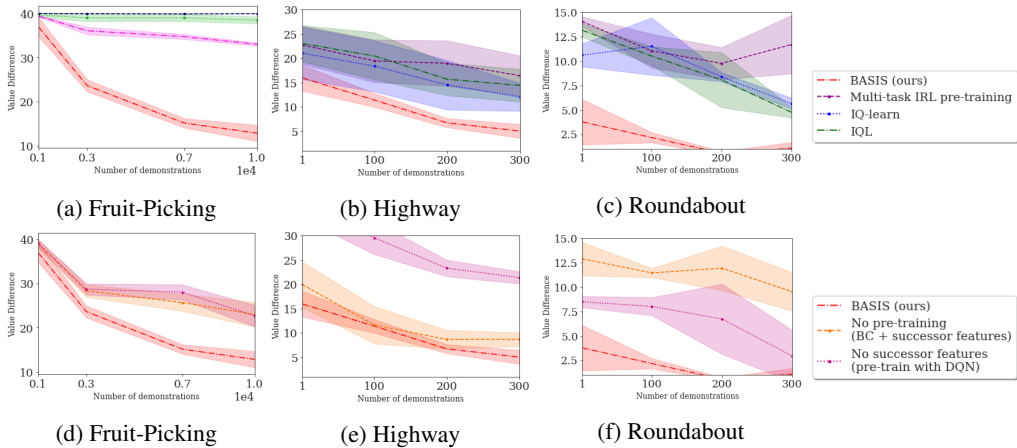 40
30
20
10
Value Difference
0.1 0.3 0.7 1.0
1e4
Number of demonstrations
(a) Fruit-Picking
30
25
20
15
10
5
Value Difference
1 100 200 300
Number of demonstrations
(b) Highway
15.0
12.5
10.0
7.5
5.0
2.5
Value Difference
1 100 200 300
Number of demonstrations
(c) Roundabout
BASIS (ours)
Multi-task IRL pre-training
IQ-learn
IQL
40
30
20
10
Value Difference
0.1 0.3 0.7 1.0
1e4
Number of demonstrations
(d) Fruit-Picking
30
25
20
15
10
5
Value Difference
1 100 200 300
Number of demonstrations
(e) Highway
15.0
12.5
10.0
7.5
5.0
2.5
Value Difference
1 100 200 300
Number of demonstrations
(f) Roundabout
BASIS (ours)
No pre-training
(BC + successor features)
No successor features
(pre-train with DQN)